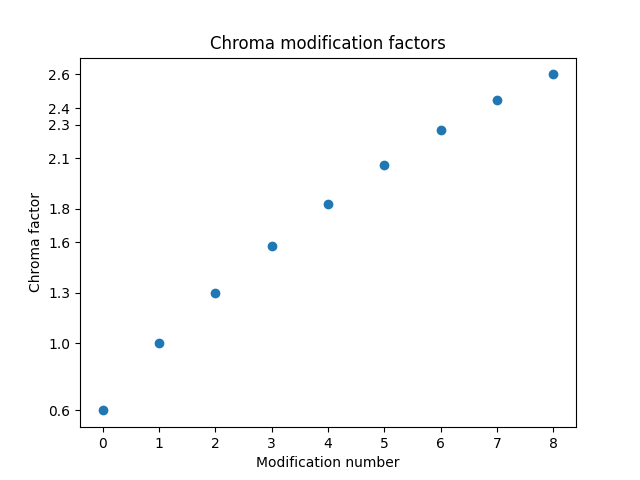 Chroma modification factors
2.6
2.4
2.3
2.1
1.8
1.6
1.3
1.0
0.6
Chroma factor
0 1 2 3 4 5 6 7 8
Modification number